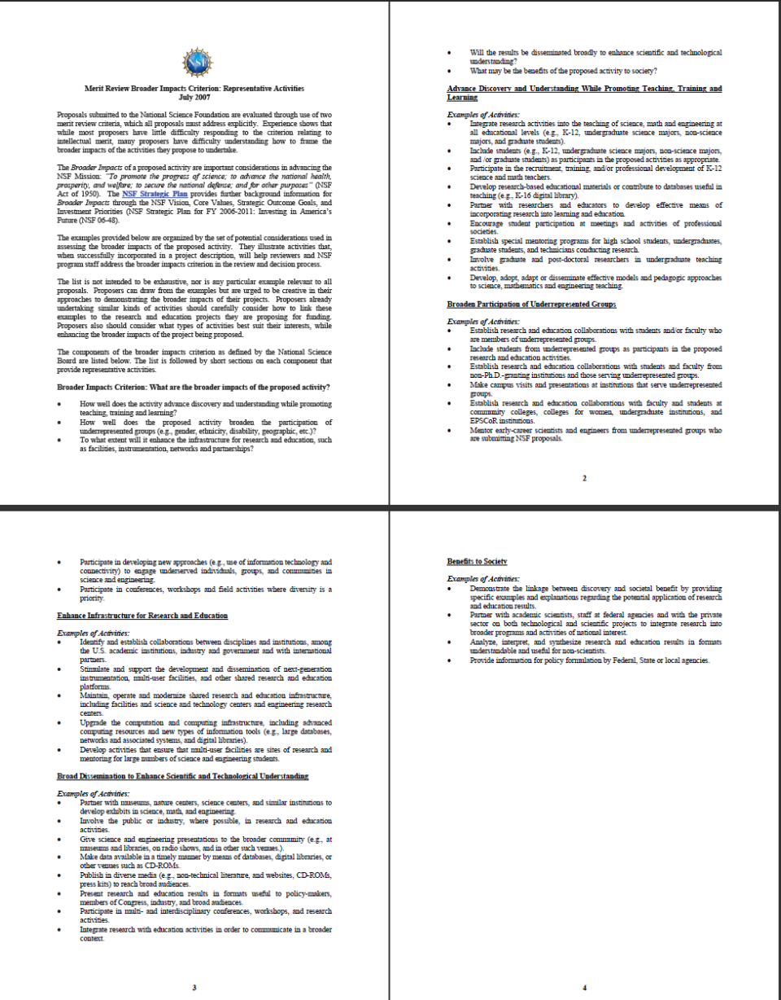 NSF
Merit Review Broader Impacts Criterion: Representative Activities
July 2007
Proposals submitted to the National Science Foundation are evaluated through use of two
merit review criteria, which all proposals must address explicitly. Experience shows that
while most proposers have little difficulty responding to the criterion relating to
intellectual merit, many proposers have difficulty understanding how to frame the
broader impacts of the activities they propose to undertake.
The Broader Impacts of a proposed activity are important considerations in advancing the
NSF Mission: "To promote the progress of science; to advance the national health,
prosperity, and welfare; to secure the national defense; and for other purposes" (NSF
Act of 1950). The NSF Strategic Plan provides further background information for
Broader Impacts through the NSF Vision, Core Values, Strategic Outcome Goals, and
Investment Priorities (NSF Strategic Plan for FY 2006-2011: Investing in America's
Future (NSF 06-48).
The examples provided below are organized by the set of potential considerations used in
assessing the broader impacts of the proposed activity. They illustrate activities that,
when successfully incorporated in a project description, will help reviewers and NSF
program staff address the broader impacts criterion in the review and decision process.
The list is not intended to be exhaustive, nor is any particular example relevant to all
proposals. Proposers can draw from the examples but are urged to be creative in their
approaches to demonstrating the broader impacts of their projects. Proposers already
undertaking similar kinds of activities should carefully consider how to link these
examples to the research and education projects they are proposing for funding.
Proposers also should consider what types of activities best suit their interests, while
enhancing the broader impacts of the project being proposed.
The components of the broader impacts criterion as defined by the National Science
Board are listed below. The list is followed by short sections on each component that
provide representative activities.
Broader Impacts Criterion: What are the broader impacts of the proposed activity?
• How well does the activity advance discovery and understanding while promoting
teaching, training and learning?
• How well does the proposed activity broaden the participation of
underrepresented groups (e.g., gender, ethnicity, disability, geographic, etc.)?
• To what extent will it enhance the infrastructure for research and education, such
as facilities, instrumentation, networks and partnerships?
• Will the results be disseminated broadly to enhance scientific and technological
understanding?
• What may be the benefits of the proposed activity to society?
Advance Discovery and Understanding While Promoting Teaching, Training and
Learning
Examples of Activities:
• Integrate research activities into the teaching of science, math and engineering at
all educational levels (e.g., K-12, undergraduate science majors, non-science
majors, and graduate students).
• Include students (e.g., K-12, undergraduate science majors, non-science majors,
and /or graduate students) as participants in the proposed activities as appropriate.
• Participate in the recruitment, training, and/or professional development of K-12
science and math teachers.
• Develop research-based educational materials or contribute to databases useful in
teaching (e.g., K-16 digital library).
• Partner with researchers and educators to develop effective means of
incorporating research into learning and education.
• Encourage student participation at meetings and activities of professional
societies.
• Establish special mentoring programs for high school students, undergraduates,
graduate students, and technicians conducting research.
• Involve graduate and post-doctoral researchers in undergraduate teaching
activities.
• Develop, adopt, adapt or disseminate effective models and pedagogic approaches
to science, mathematics and engineering teaching.
Broaden Participation of Underrepresented Groups
Examples of Activities:
• Establish research and education collaborations with students and/or faculty who
are members of underrepresented groups.
• Include students from underrepresented groups as participants in the proposed
research and education activities.
• Establish research and education collaborations with students and faculty from
non-Ph.D.-granting institutions and those serving underrepresented groups.
• Make campus visits and presentations at institutions that serve underrepresented
groups.
• Establish research and education collaborations with faculty and students at
community colleges, colleges for women, undergraduate institutions, and
EPSCoR institutions.
• Mentor early-career scientists and engineers from underrepresented groups who
are submitting NSF proposals.
2
• Participate in developing new approaches (e.g., use of information technology and
connectivity) to engage underserved individuals, groups, and communities in
science and engineering.
• Participate in conferences, workshops and field activities where diversity is a
priority.
Enhance Infrastructure for Research and Education
Examples of Activities:
• Identify and establish collaborations between disciplines and institutions, among
the U.S. academic institutions, industry and government and with international
partners.
• Stimulate and support the development and dissemination of next-generation
instrumentation, multi-user facilities, and other shared research and education
platforms.
• Maintain, operate and modernize shared research and education infrastructure,
including facilities and science and technology centers and engineering research
centers.
• Upgrade the computation and computing infrastructure, including advanced
computing resources and new types of information tools (e.g., large databases,
networks and associated systems, and digital libraries).
• Develop activities that ensure that multi-user facilities are sites of research and
mentoring for large numbers of science and engineering students.
Broad Dissemination to Enhance Scientific and Technological Understanding
Examples of Activities:
• Partner with museums, nature centers, science centers, and similar institutions to
develop exhibits in science, math, and engineering.
• Involve the public or industry, where possible, in research and education
activities.
• Give science and engineering presentations to the broader community (e.g., at
museums and libraries, on radio shows, and in other such venues.).
• Make data available in a timely manner by means of databases, digital libraries, or
other venues such as CD-ROMs.
• Publish in diverse media (e.g., non-technical literature, and websites, CD-ROMs,
press kits) to reach broad audiences.
• Present research and education results in formats useful to policy-makers,
members of Congress, industry, and broad audiences.
• Participate in multi- and interdisciplinary conferences, workshops, and research
activities.
• Integrate research with education activities in order to communicate in a broader
context.
3
Benefits to Society
Examples of Activities:
• Demonstrate the linkage between discovery and societal benefit by providing
specific examples and explanations regarding the potential application of research
and education results.
• Partner with academic scientists, staff at federal agencies and with the private
sector on both technological and scientific projects to integrate research into
broader programs and activities of national interest.
• Analyze, interpret, and synthesize research and education results in formats
understandable and useful for non-scientists.
• Provide information for policy formulation by Federal, State or local agencies.
4